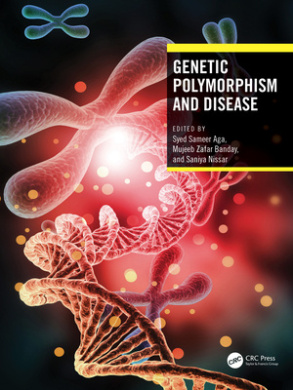 GENETIC
POLYMORPHISM
AND DISEASE
EDITED BY
Syed Sameer Aga,
Mujeeb Zafar Banday,
and Saniya Nissar
CRC Press
Taylor & Francis Group